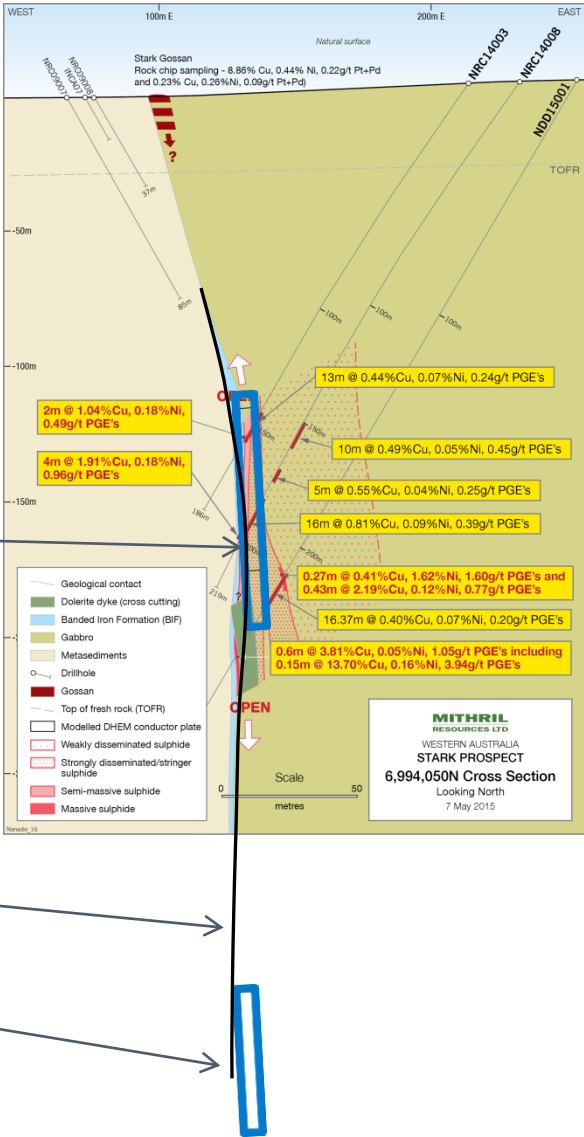 WEST
100m E
200m E
EAST
Natural surface
Stark Gossan
Rock chip sampling - 8.86% Cu, 0.44% Ni, 0.22g/t Pt+Pd
and 0.23% Cu, 0.26%Ni, 0.09g/t Pt+Pd)
NRC09007
INCA07
NRC09008
NRC14003
NRC14008
NDD15001
?
TOFR
37m
-50m
85m
100m
100m
100m
-100m
OPEN
13m @ 0.44%Cu, 0.07%Ni, 0.24g/t PGE's
2m @ 1.04%Cu, 0.18%Ni,
0.49g/t PGE's
150m
150m
10m @ 0.49%Cu, 0.05%Ni, 0.45g/t PGE's
4m @ 1.91%Cu, 0.18%Ni,
0.96g/t PGE's
5m @ 0.55%Cu, 0.04%Ni, 0.25g/t PGE's
-150m
186m
16m @ 0.81%Cu, 0.09%Ni, 0.39g/t PGE's
200m
219m
?
0.27m @ 0.41%Cu, 1.62%Ni, 1.60g/t PGE's and
0.43m @ 2.19%Cu, 0.12%Ni, 0.77g/t PGE's
16.37m @ 0.40%Cu, 0.07%Ni, 0.20g/t PGE's
0.6m @ 3.81%Cu, 0.05%Ni, 1.05g/t PGE's including
0.15m @ 13.70%Cu, 0.16%Ni, 3.94g/t PGE's
OPEN
Geological contact
Dolerite dyke (cross cutting)
Banded Iron Formation (BIF)
Gabbro
Metasediments
Drillhole
Gossan
Top of fresh rock (TOFR)
Modelled DHEM conductor plate
Weakly disseminated sulphide
Strongly disseminated/stringer
sulphide
Semi-massive sulphide
Massive sulphide
Scale
0
50
metres
MITHRIL
RESOURCES LTD
WESTERN AUSTRALIA
STARK PROSPECT
6,994,050N Cross Section
Looking North
7 May 2015
Nanadie_16